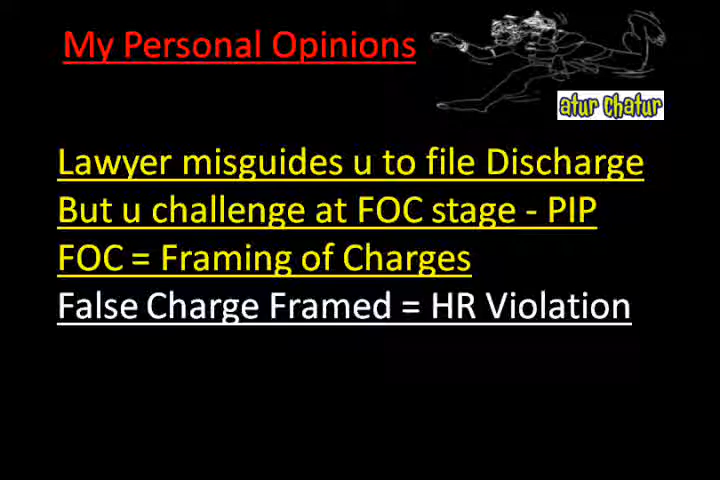 My Personal Opinions
atur chatur
Lawyer misguides u to file Discharge
But u challenge at FOC stage - PIP
FOC = Framing of Charges
False Charge Framed = HR Violation